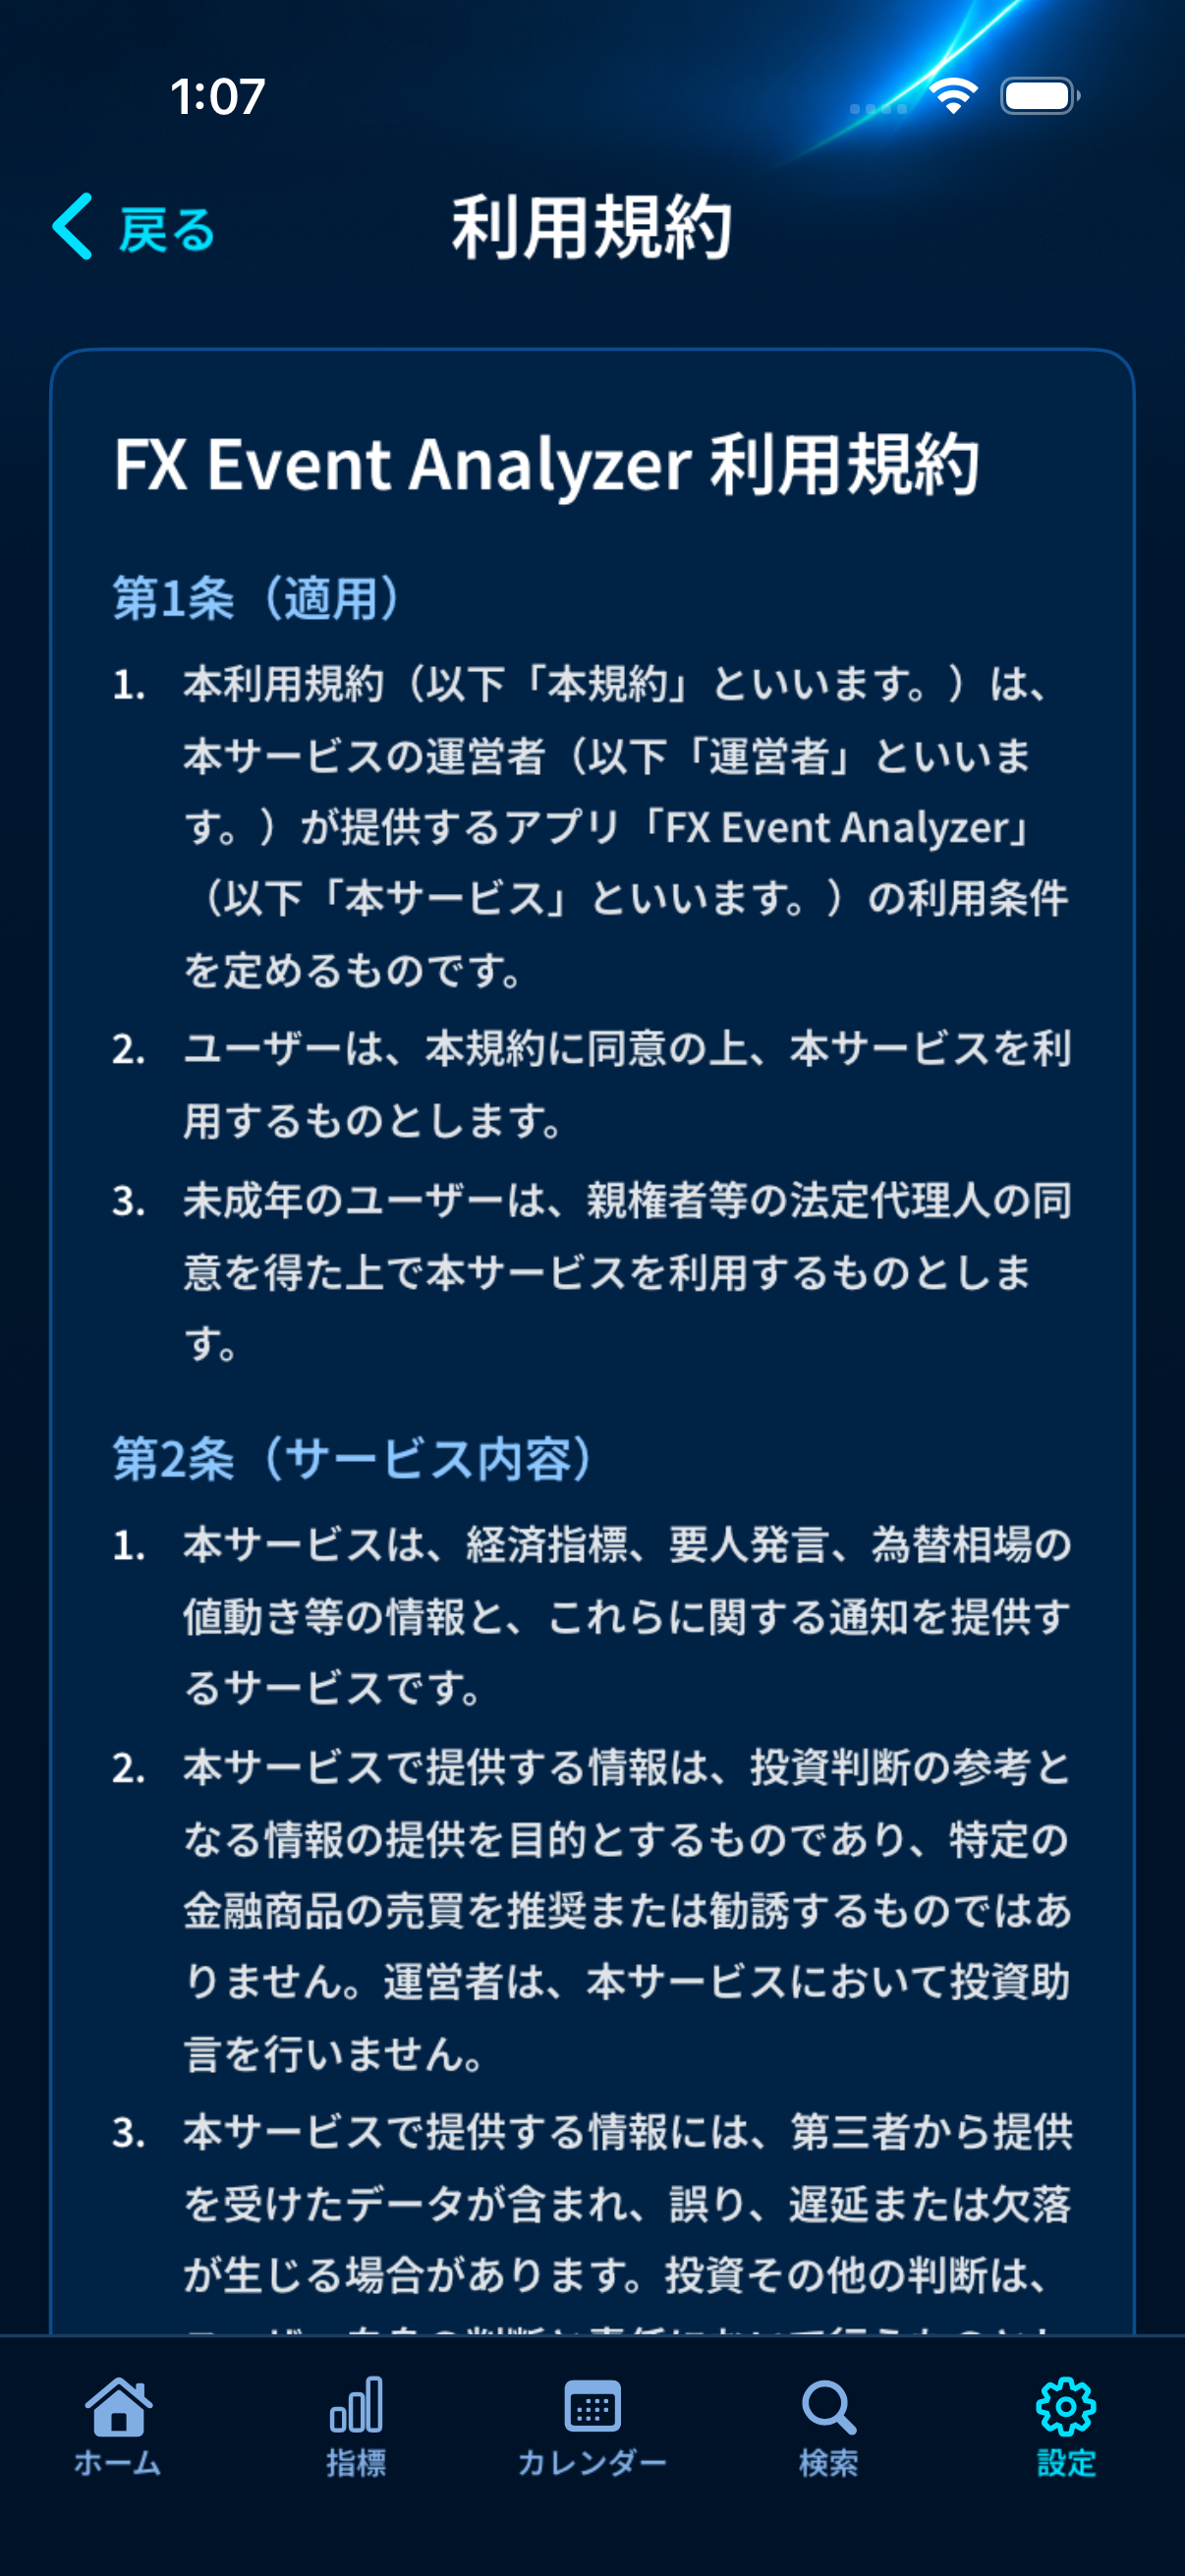 1:07
戻る
利用規約
FX Event Analyzer 利用規約
第1条（適用）
1. 本利用規約（以下「本規約」といいます。）は、
本サービスの運営者（以下「運営者」といいま
す。）が提供するアプリ「FX Event Analyzer」
（以下「本サービス」といいます。）の利用条件
を定めるものです。
2. ユーザーは、本規約に同意の上、本サービスを利
用するものとします。
3. 未成年のユーザーは、親権者等の法定代理人の同
意を得た上で本サービスを利用するものとしま
す。
第2条（サービス内容）
1. 本サービスは、経済指標、要人発言、為替相場の
値動き等の情報と、これらに関する通知を提供す
るサービスです。
2. 本サービスで提供する情報は、投資判断の参考と
なる情報の提供を目的とするものであり、特定の
金融商品の売買を推奨または勧誘するものではあ
りません。運営者は、本サービスにおいて投資助
言を行いません。
3. 本サービスで提供する情報には、第三者から提供
を受けたデータが含まれ、誤り、遅延または欠落
が生じる場合があります。投資その他の判断は、
ホーム
指標
カレンダー
検索
設定